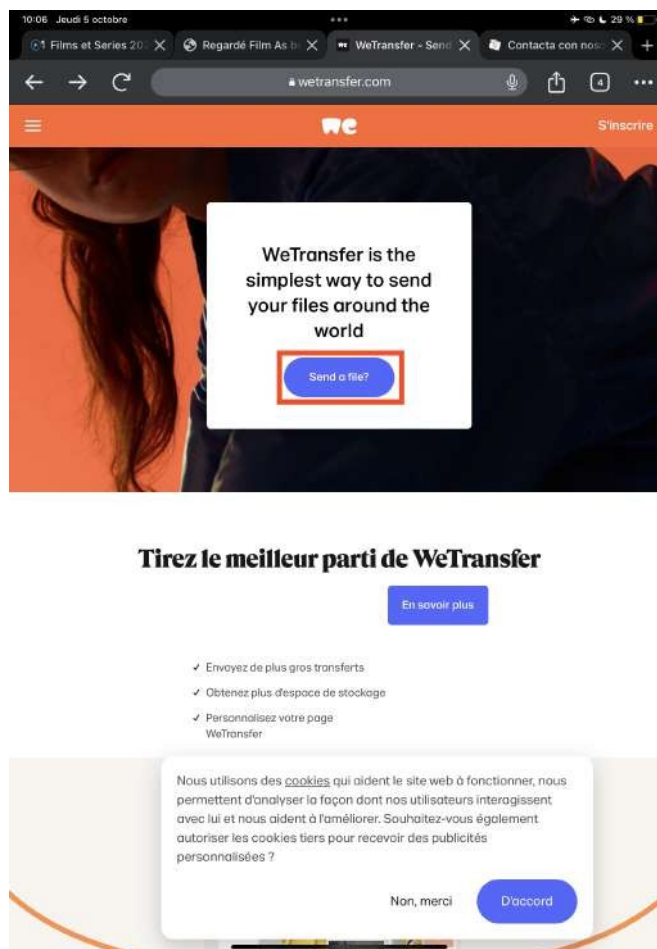 10:06 Jeudi 5 octobre
29 %
Films et Series 20
Regardé Film As b
WeTransfer - Send
Contacta con nos
wetransfer.com
4
we
S'inscrire
WeTransfer is the
simplest way to send
your files around the
world
Send a file?
Tirez le meilleur parti de WeTransfer
En savoir plus
✓ Envoyez de plus gros transferts
✓ Obtenez plus d'espace de stockage
✓ Personnalisez votre page
WeTransfer
Nous utilisons des cookies qui aident le site web à fonctionner, nous
permettent d'analyser la façon dont nos utilisateurs interagissent
avec lui et nous aident à l'améliorer. Souhaitez-vous également
autoriser les cookies tiers pour recevoir des publicités
personnalisées ?
Non, merci
D'accord